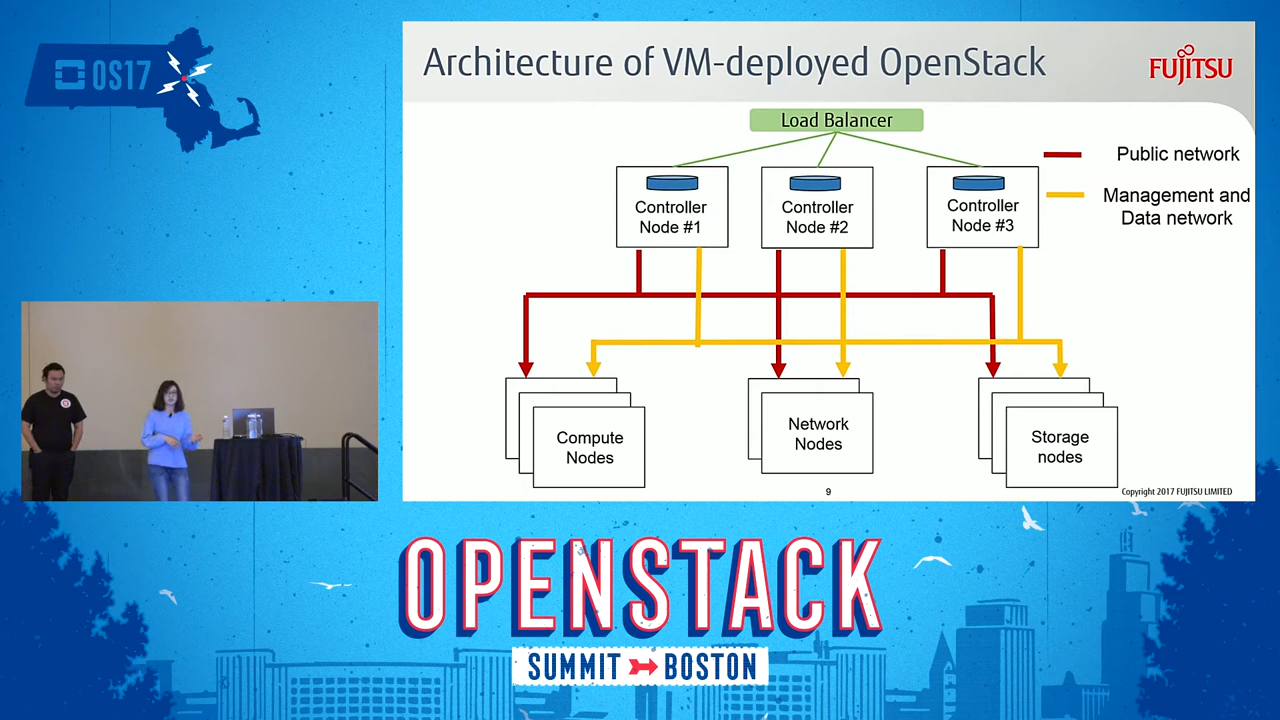 OS17
Architecture of VM-deployed OpenStack
FUJITSU
Load Balancer
Public network
Management and
Data network
Controller
Node #1
Controller
Node #2
Controller
Node #3
Compute
Nodes
Network
Nodes
Storage
nodes
9
Copyright 2017 FUJITSU LIMITED
OPENSTACK
SUMMIT BOSTON